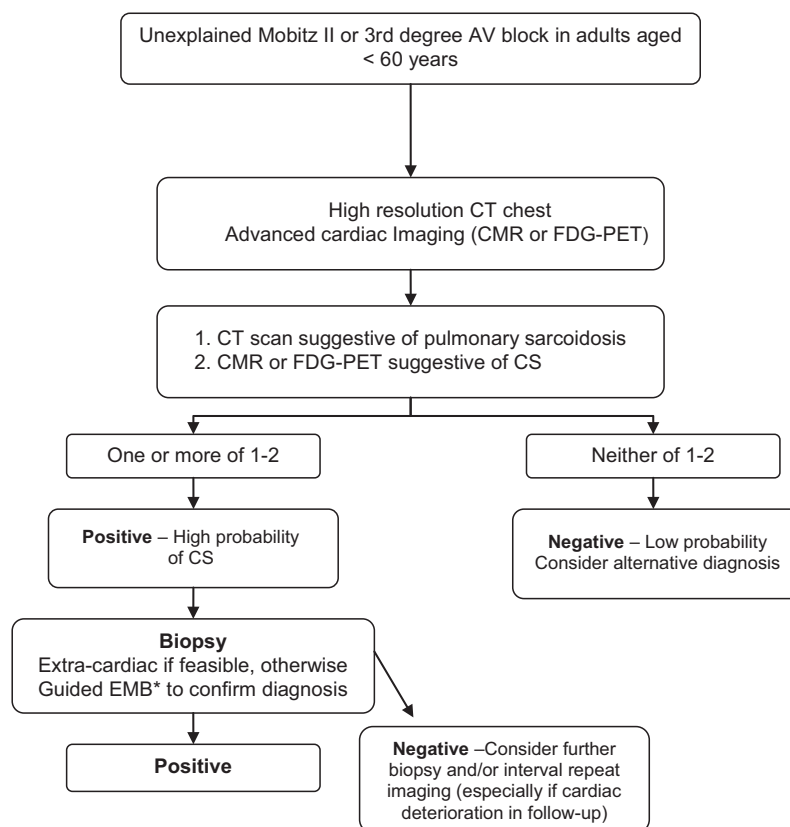 Unexplained Mobitz II or 3rd degree AV block in adults aged
< 60 years
High resolution CT chest
Advanced cardiac Imaging (CMR or FDG-PET)
1. CT scan suggestive of pulmonary sarcoidosis
2. CMR or FDG-PET suggestive of CS
One or more of 1-2
Neither of 1-2
Positive – High probability
of CS
Negative – Low probability
Consider alternative diagnosis
Biopsy
Extra-cardiac if feasible, otherwise
Guided EMB* to confirm diagnosis
Positive
Negative –Consider further
biopsy and/or interval repeat
imaging (especially if cardiac
deterioration in follow-up)